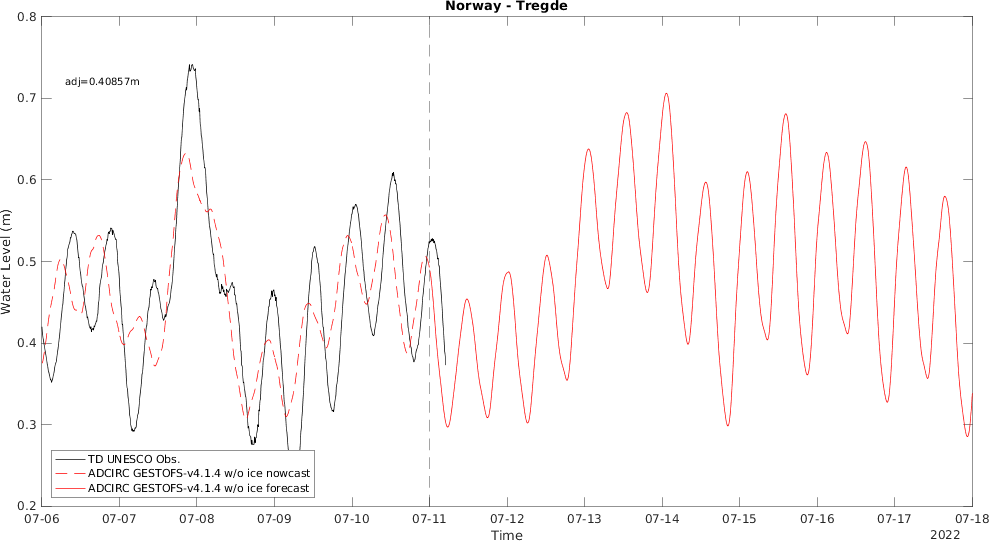 Norway - Tregde
0.8
0.7
0.6
0.5
0.4
0.3
0.2
Water Level (m)
adj=0.40857m
TD UNESCO Obs.
ADCIRC GESTOFS-v4.1.4 w/o ice nowcast
ADCIRC GESTOFS-v4.1.4 w/o ice forecast
07-06 07-07 07-08 07-09 07-10 07-11 07-12 07-13 07-14 07-15 07-16 07-17 07-18
Time
2022